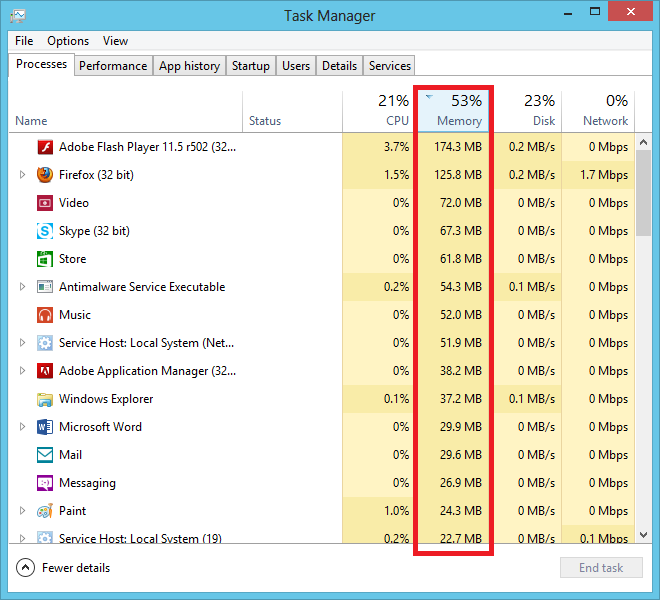 Task Manager
File Options View
Processes Performance App history Startup Users Details Services
21% 53% 23% 0%
Name Status CPU Memory Disk Network
Adobe Flash Player 11.5 r502 (32... 3.7% 174.3 MB 0.2 MB/s 0 Mbps
Firefox (32 bit) 1.5% 125.8 MB 0.2 MB/s 1.7 Mbps
Video 0% 72.0 MB 0 MB/s 0 Mbps
Skype (32 bit) 0% 67.3 MB 0 MB/s 0 Mbps
Store 0% 61.8 MB 0 MB/s 0 Mbps
Antimalware Service Executable 0.2% 54.3 MB 0.1 MB/s 0 Mbps
Music 0% 52.0 MB 0 MB/s 0 Mbps
Service Host: Local System (Net... 0% 51.9 MB 0 MB/s 0 Mbps
Adobe Application Manager (32... 0% 38.2 MB 0 MB/s 0 Mbps
Windows Explorer 0.1% 37.2 MB 0.1 MB/s 0 Mbps
Microsoft Word 0% 29.9 MB 0 MB/s 0 Mbps
Mail 0% 29.6 MB 0 MB/s 0 Mbps
Messaging 0% 26.9 MB 0 MB/s 0 Mbps
Paint 1.0% 24.3 MB 0 MB/s 0 Mbps
Service Host: Local System (19) 0.2% 22.7 MB 0 MB/s 0.1 Mbps
Fewer details End task